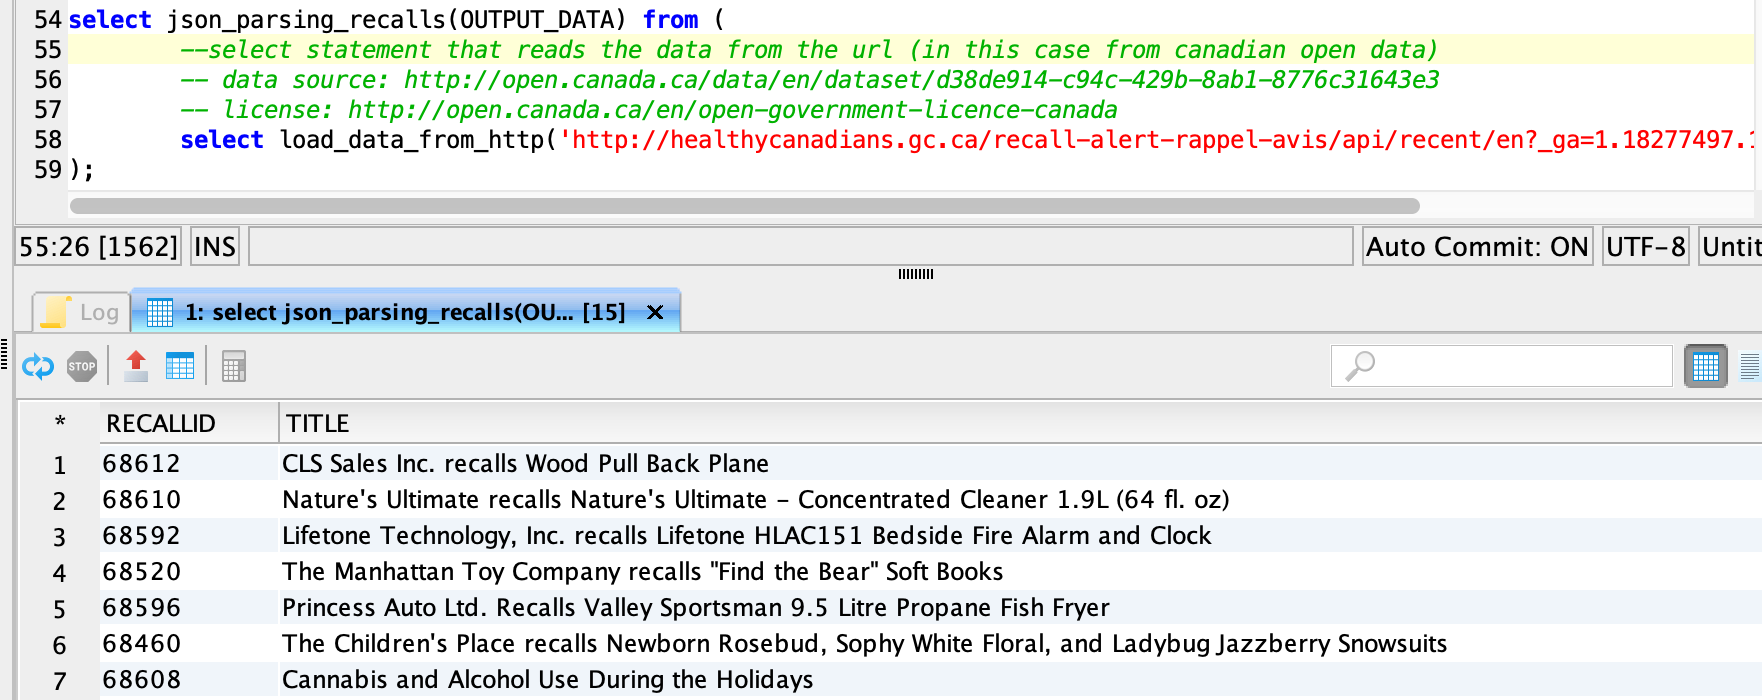 54 select json_parsing_recalls(OUTPUT_DATA) from (
55 --select statement that reads the data from the url (in this case from canadian open data)
56 -- data source: http://open.canada.ca/data/en/dataset/d38de914-c94c-429b-8ab1-8776c31643e3
57 -- license: http://open.canada.ca/en/open-government-licence-canada
58 select load_data_from_http('http://healthycanadians.gc.ca/recall-alert-rappel-avis/api/recent/en?_ga=1.18277497.1
59 );
55:26 [1562] INS Auto Commit: ON UTF-8 Untit
Log 1: select json_parsing_recalls(OU... [15] ×
STOP
* RECALLID TITLE
1 68612 CLS Sales Inc. recalls Wood Pull Back Plane
2 68610 Nature's Ultimate recalls Nature's Ultimate - Concentrated Cleaner 1.9L (64 fl. oz)
3 68592 Lifetone Technology, Inc. recalls Lifetone HLAC151 Bedside Fire Alarm and Clock
4 68520 The Manhattan Toy Company recalls "Find the Bear" Soft Books
5 68596 Princess Auto Ltd. Recalls Valley Sportsman 9.5 Litre Propane Fish Fryer
6 68460 The Children's Place recalls Newborn Rosebud, Sophy White Floral, and Ladybug Jazzberry Snowsuits
7 68608 Cannabis and Alcohol Use During the Holidays